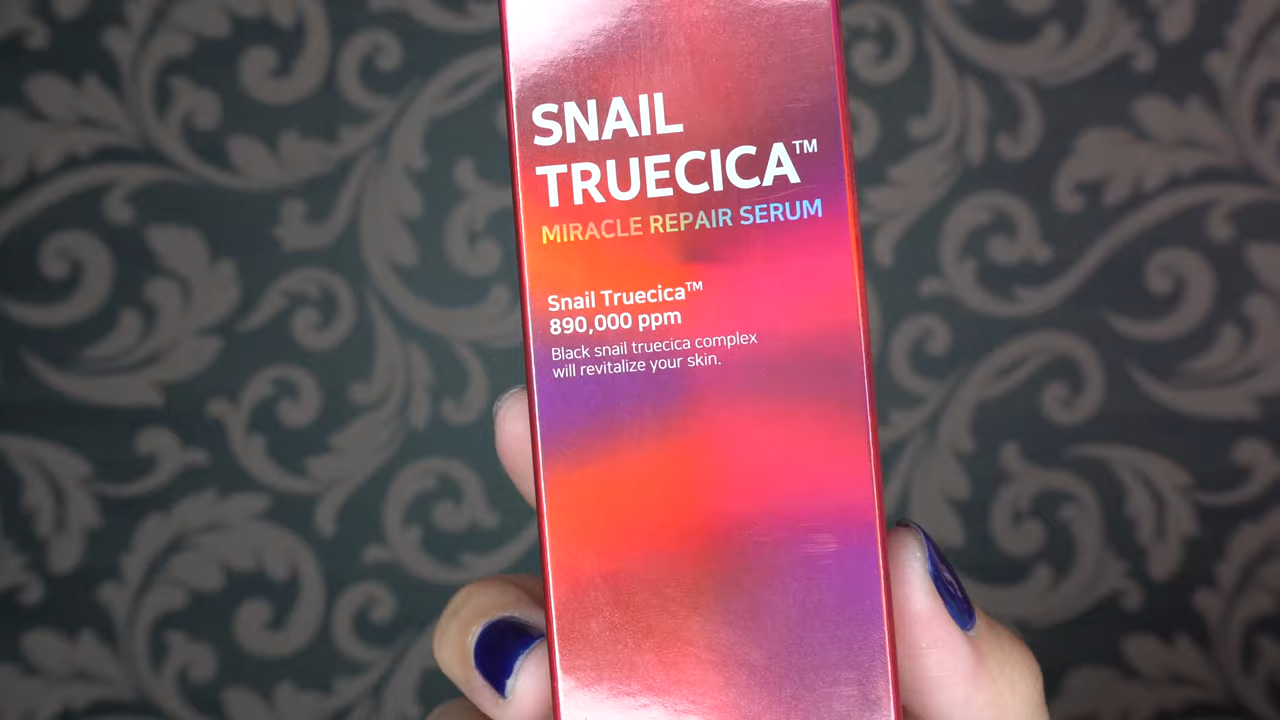 SNAIL
TRUECICA™
MIRACLE REPAIR SERUM
Snail Truecica™
890,000 ppm
Black snail truecica complex
will revitalize your skin.